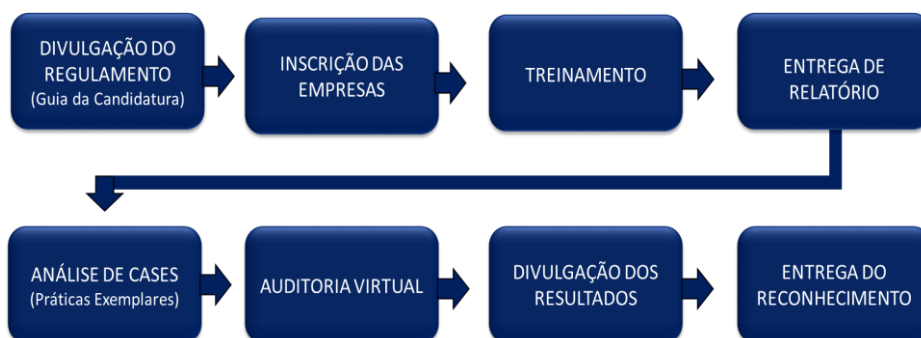 DIVULGAÇÃO DO
REGULAMENTO
(Guia da Candidatura)
INSCRIÇÃO DAS
EMPRESAS
TREINAMENTO
ENTREGA DE
RELATÓRIO
ANÁLISE DE CASES
(Práticas Exemplares)
AUDITORIA VIRTUAL
DIVULGAÇÃO DOS
RESULTADOS
ENTREGA DO
RECONHECIMENTO